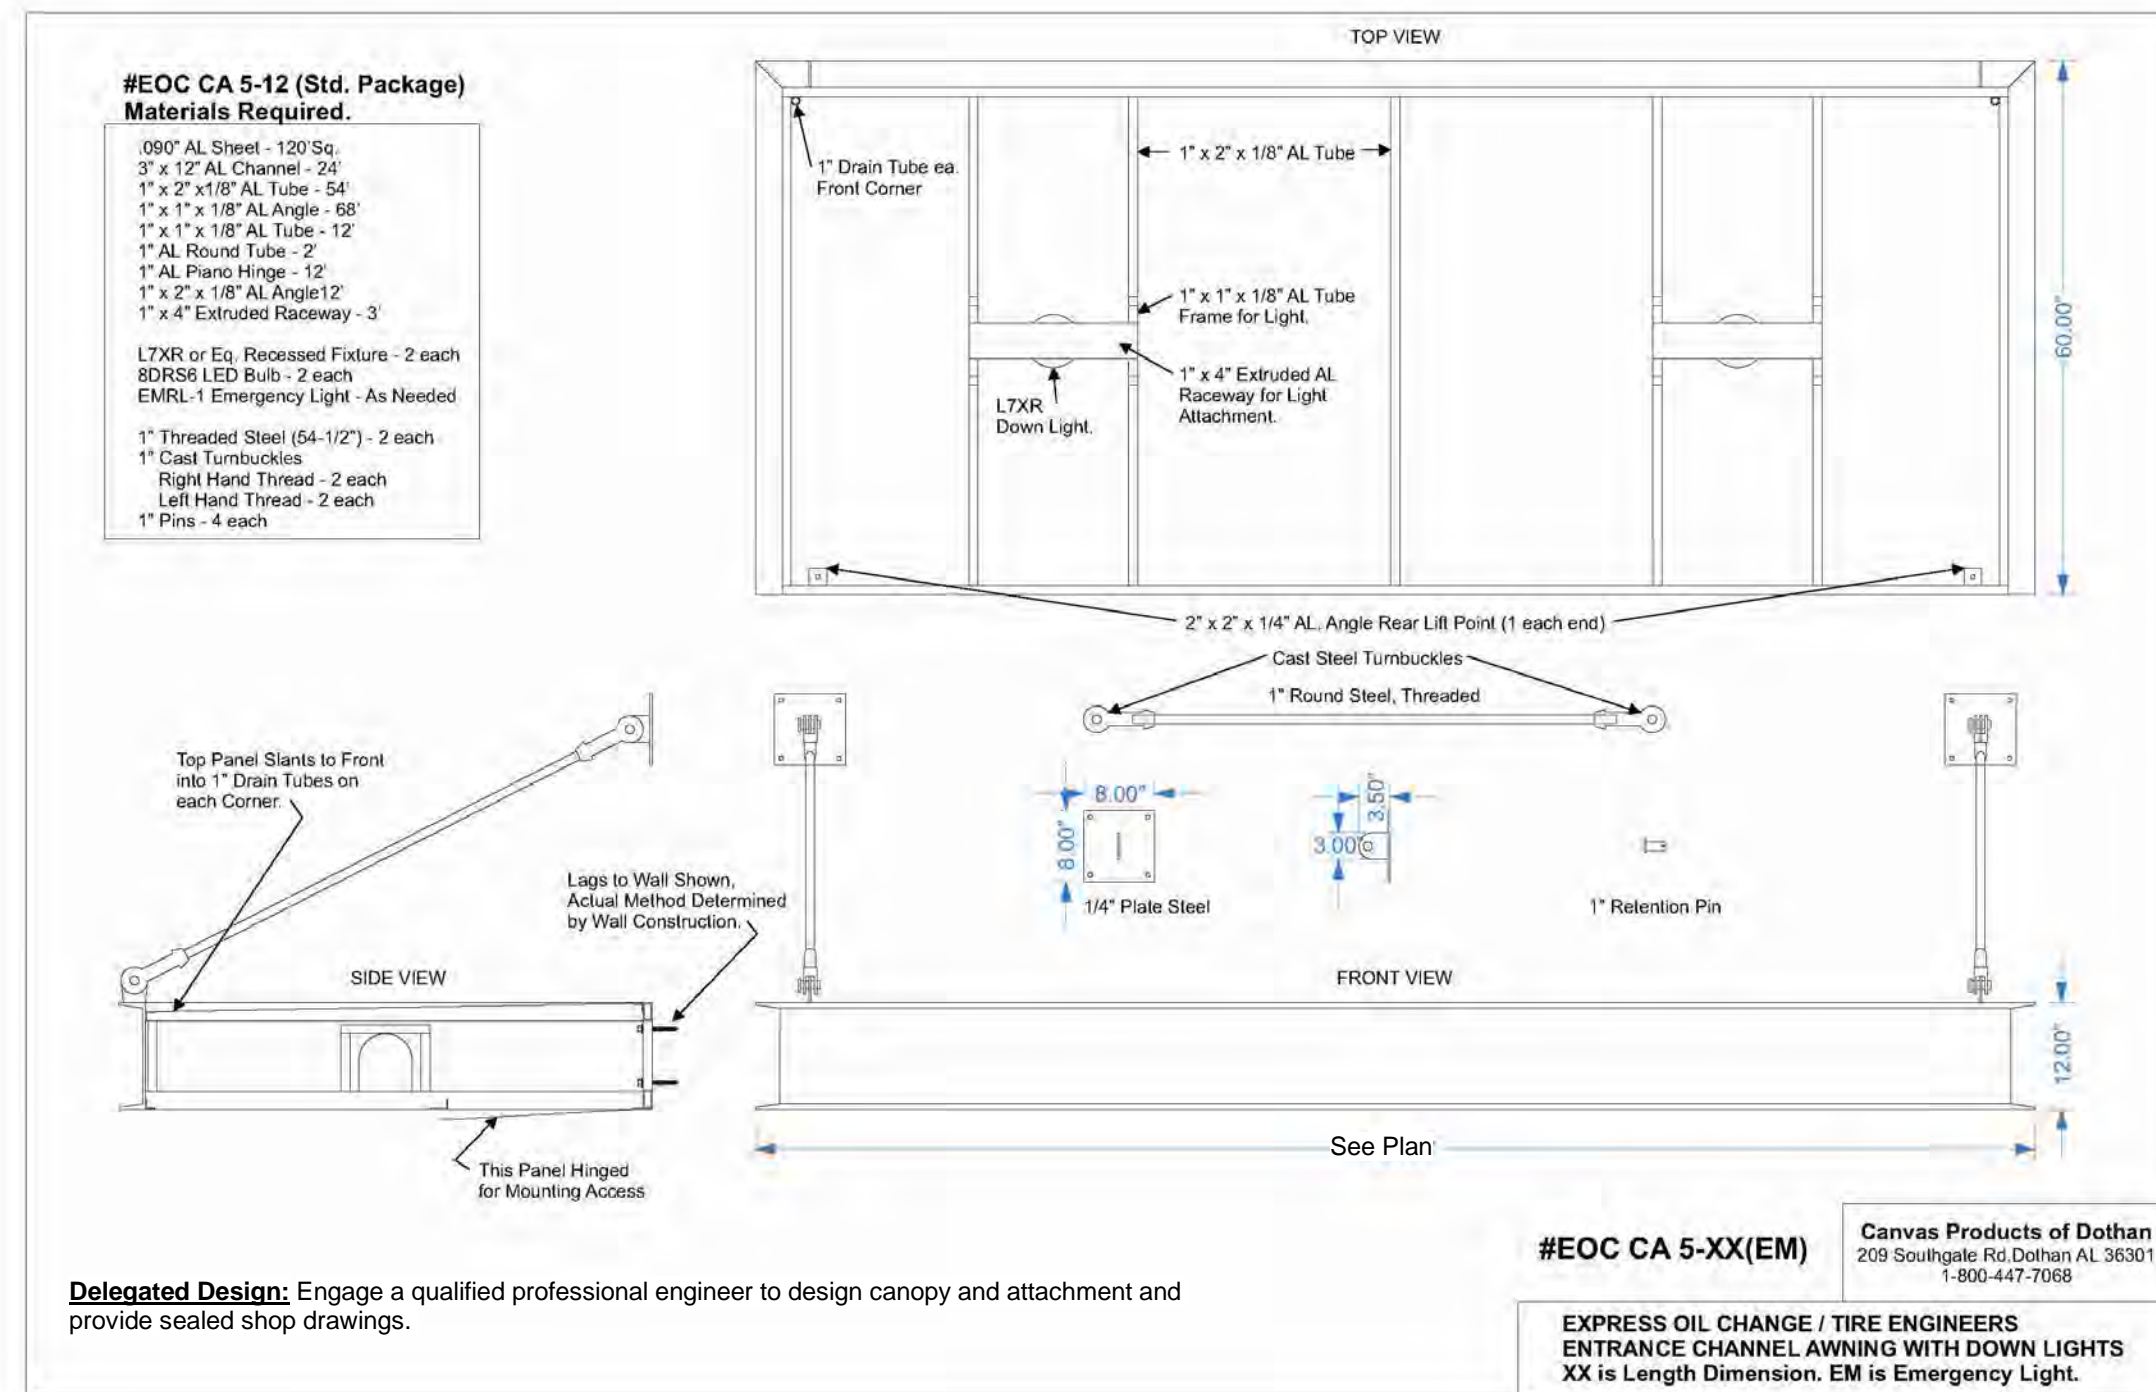 TOP VIEW
#EOC CA 5-12 (Std. Package)
Materials Required.
.090" AL Sheet - 120'Sq.
3" x 12" AL Channel - 24'
1" x 2" x1/8" AL Tube - 54'
1" x 1" x 1/8" AL Angle - 68'
1" x 1" x 1/8" AL Tube - 12'
1" AL Round Tube - 2'
1" AL Piano Hinge - 12'
1" x 2" x 1/8" AL Angle12'
1" x 4" Extruded Raceway - 3'
L7XR or Eq. Recessed Fixture - 2 each
8DRS6 LED Bulb - 2 each
EMRL-1 Emergency Light - As Needed
1" Threaded Steel (54-1/2") - 2 each
1" Cast Turnbuckles
Right Hand Thread - 2 each
Left Hand Thread - 2 each
1" Pins - 4 each
1" Drain Tube ea.
Front Corner
1" x 2" x 1/8" AL Tube
1" x 1" x 1/8" AL Tube
Frame for Light.
1" x 4" Extruded AL
Raceway for Light
Attachment.
L7XR
Down Light.
60.00"
2" x 2" x 1/4" AL. Angle Rear Lift Point (1 each end)
Cast Steel Turnbuckles
1" Round Steel, Threaded
Top Panel Slants to Front
into 1" Drain Tubes on
each Corner.
8.00"
8.00"
1/4" Plate Steel
3.50"
3.00"
1" Retention Pin
Lags to Wall Shown,
Actual Method Determined
by Wall Construction.
SIDE VIEW
FRONT VIEW
12.00"
See Plan
This Panel Hinged
for Mounting Access
#EOC CA 5-XX(EM)
Canvas Products of Dothan
209 Southgate Rd.Dothan AL 36301
1-800-447-7068
Delegated Design: Engage a qualified professional engineer to design canopy and attachment and
provide sealed shop drawings.
EXPRESS OIL CHANGE / TIRE ENGINEERS
ENTRANCE CHANNEL AWNING WITH DOWN LIGHTS
XX is Length Dimension. EM is Emergency Light.